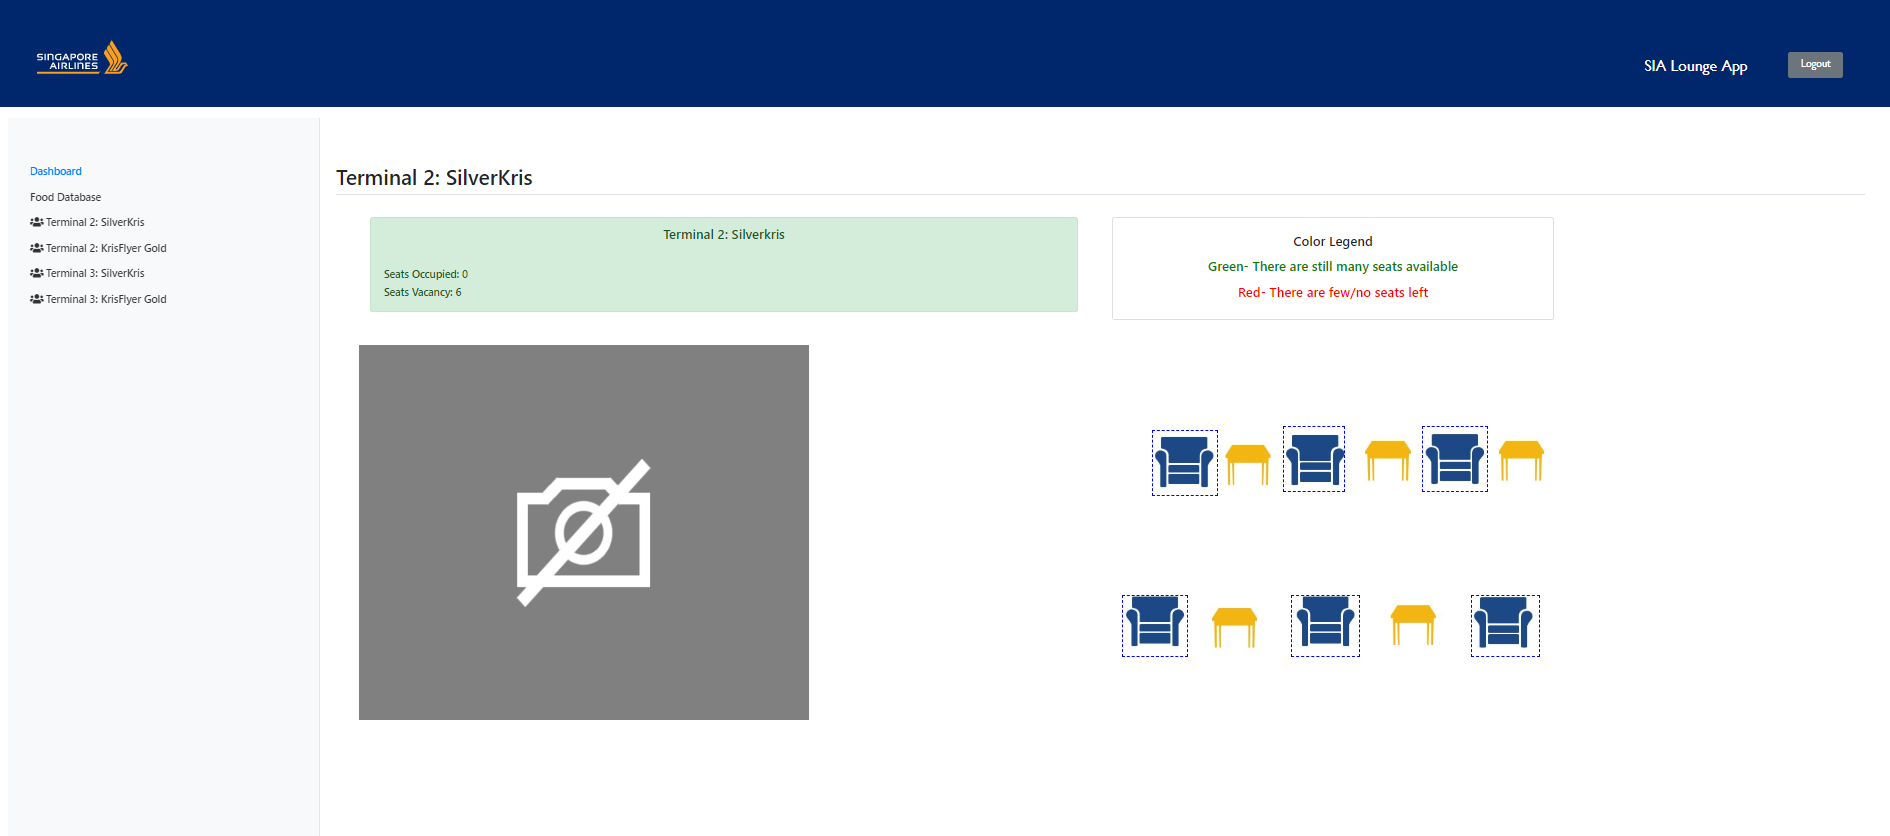 SINGAPORE
AIRLINES
SIA Lounge App
Logout
Dashboard
Food Database
Terminal 2: SilverKris
Terminal 2: KrisFlyer Gold
Terminal 3: SilverKris
Terminal 3: KrisFlyer Gold
Terminal 2: SilverKris
Terminal 2: Silverkris
Seats Occupied: 0
Seats Vacancy: 6
Color Legend
Green- There are still many seats available
Red- There are few/no seats left